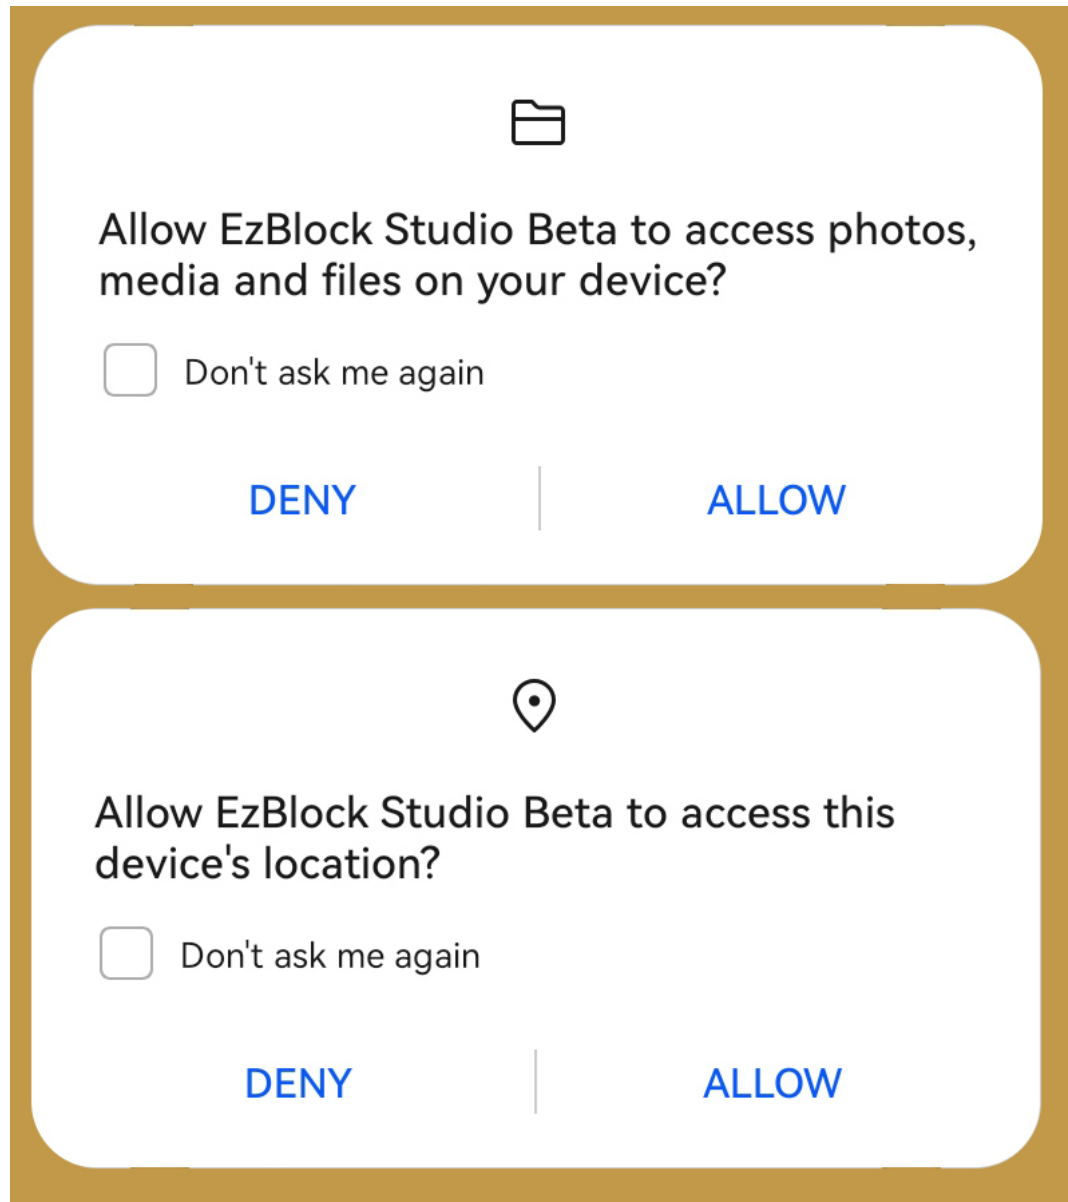 Allow EzBlock Studio Beta to access photos,
media and files on your device?
Don't ask me again
DENY
ALLOW
Allow EzBlock Studio Beta to access this
device's location?
Don't ask me again
DENY
ALLOW